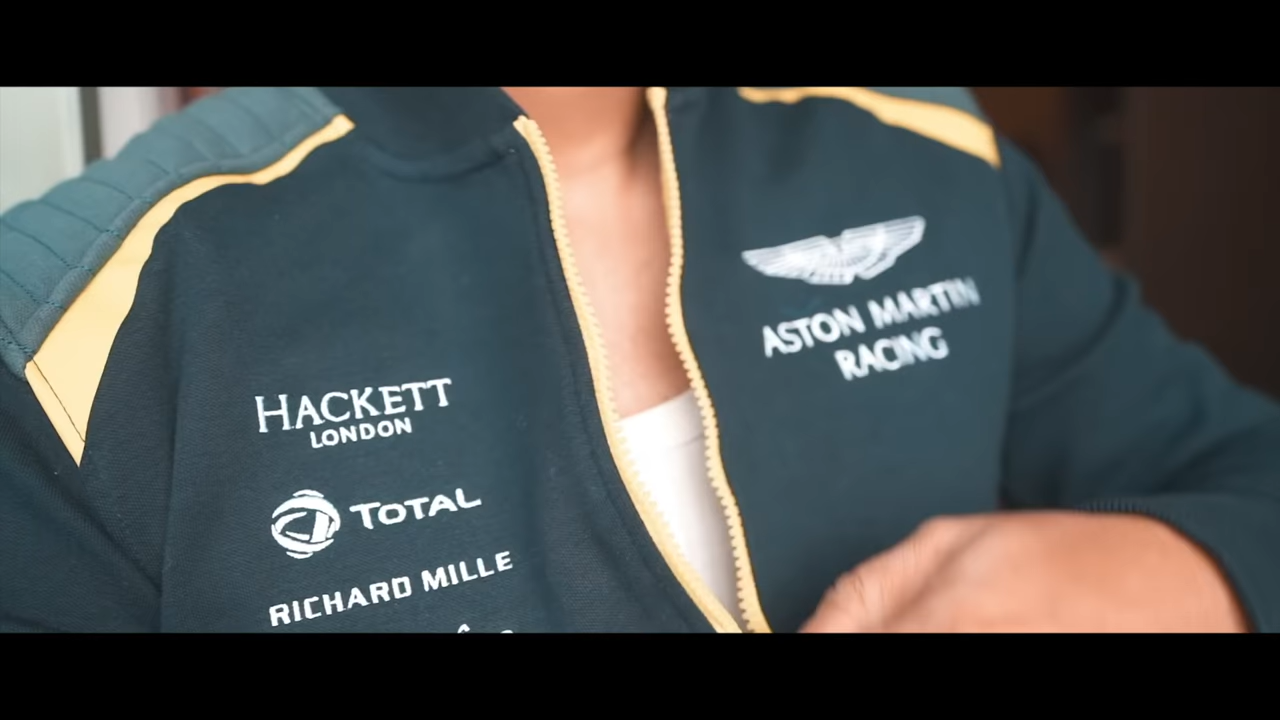 HACKETT
LONDON
TOTAL
RICHARD MILLE
ASTON MARTIN
RACING